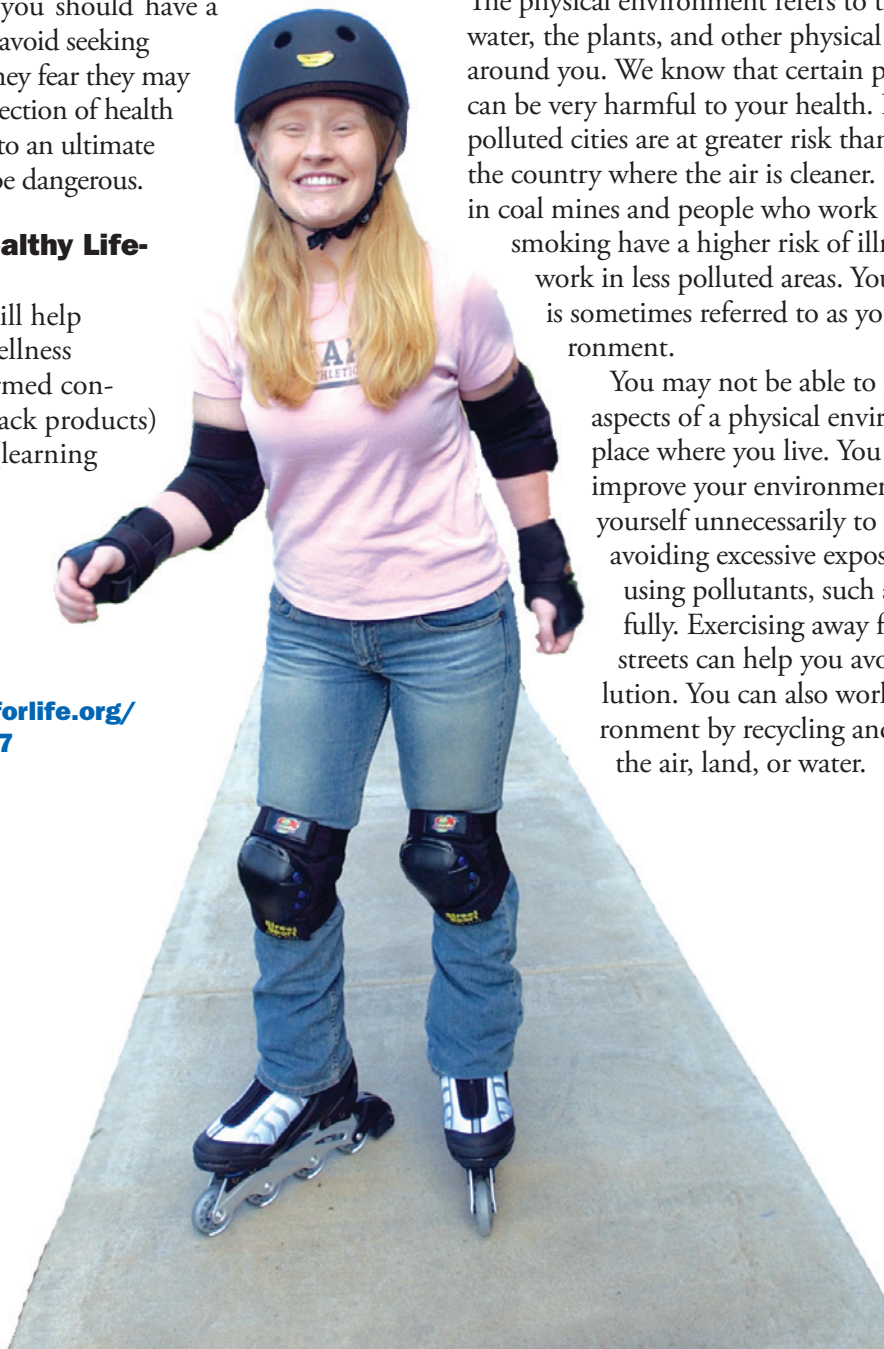 you should have a
avoid seeking
hey fear they may
ection of health
to an ultimate
be dangerous.
ealthy Life-
ill help
ellness
rmed con-
ack products)
learning
forlife.org/
7
The physical environment refers to t
water, the plants, and other physical
around you. We know that certain p
can be very harmful to your health.
polluted cities are at greater risk than
the country where the air is cleaner.
in coal mines and people who work
smoking have a higher risk of illn
work in less polluted areas. You
is sometimes referred to as yo
ronment.
You may not be able to
aspects of a physical envir
place where you live. You
improve your environmen
yourself unnecessarily to
avoiding excessive expos
using pollutants, such a
fully. Exercising away f
streets can help you avo
lution. You can also work
ronment by recycling and
the air, land, or water.
HLETIC
Street
Sport
Street
Sport